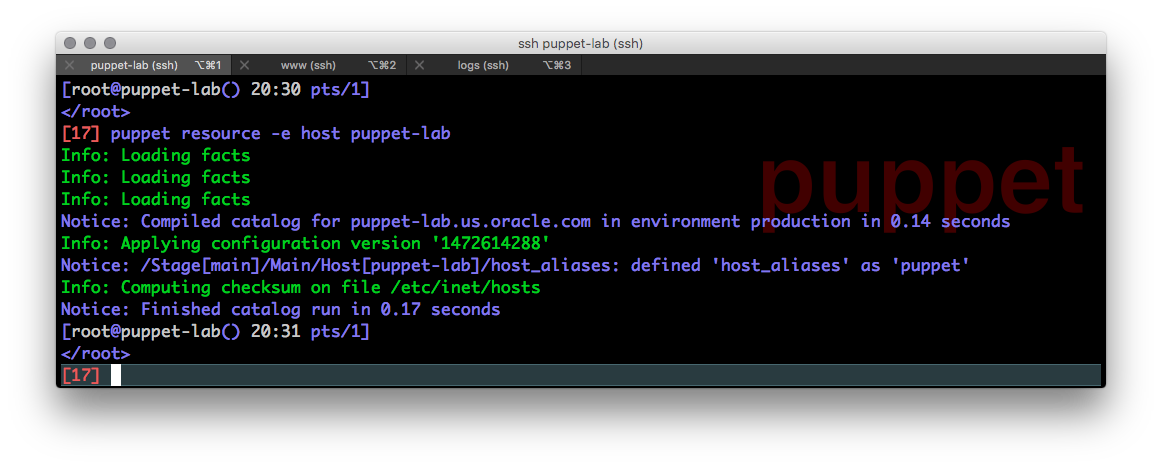 ssh puppet-lab (ssh)
puppet-lab (ssh) ⌥⌘1 www (ssh) ⌥⌘2 logs (ssh) ⌥⌘3
[root@puppet-lab() 20:30 pts/1]
</root>
[17] puppet resource -e host puppet-lab
Info: Loading facts
Info: Loading facts
Info: Loading facts
puppet
Notice: Compiled catalog for puppet-lab.us.oracle.com in environment production in 0.14 seconds
Info: Applying configuration version '1472614288'
Notice: /Stage[main]/Main/Host[puppet-lab]/host_aliases: defined 'host_aliases' as 'puppet'
Info: Computing checksum on file /etc/inet/hosts
Notice: Finished catalog run in 0.17 seconds
[root@puppet-lab() 20:31 pts/1]
</root>
[17]